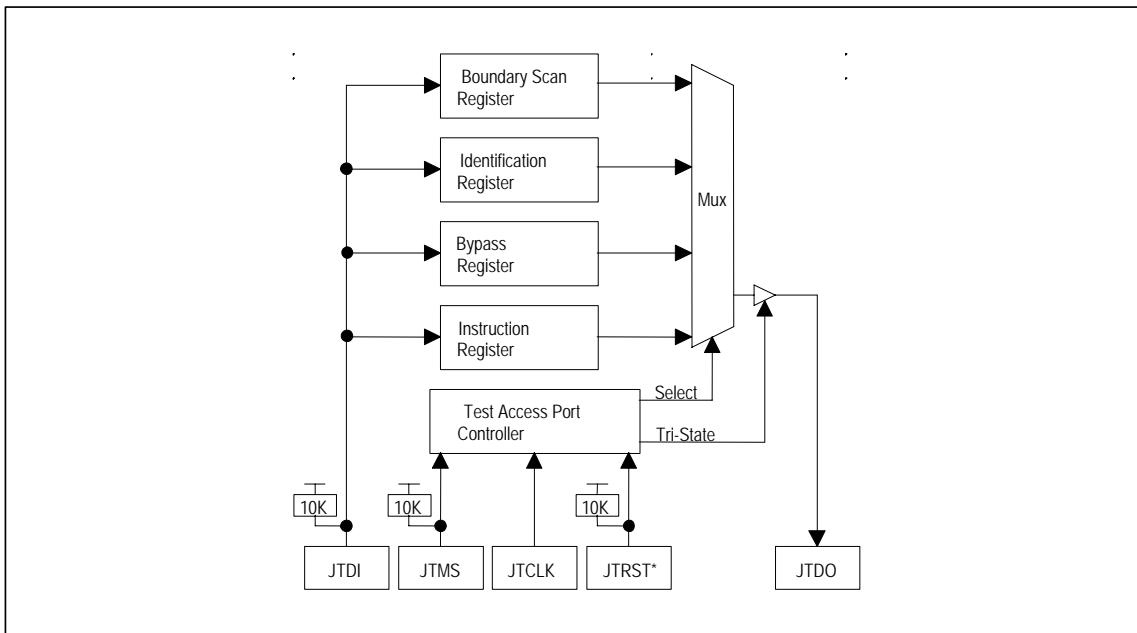 Boundary Scan
Register
Identification
Register
Mux
Bypass
Register
Instruction
Register
Select
Test Access Port
Controller
Tri-State
10K
10K
10K
JTDI
JTMS
JTCLK
JTRST*
JTDO